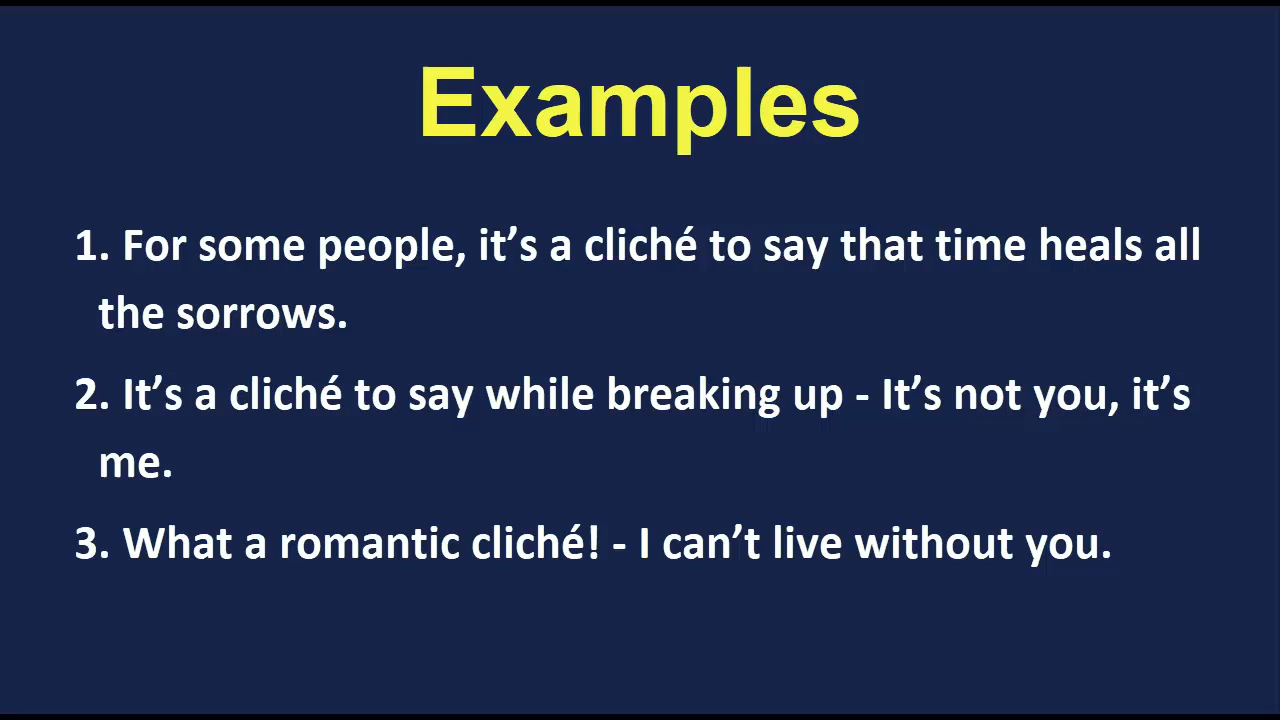 Examples
1. For some people, it’s a cliché to say that time heals all
the sorrows.
2. It’s a cliché to say while breaking up - It’s not you, it’s
me.
3. What a romantic cliché! - I can’t live without you.